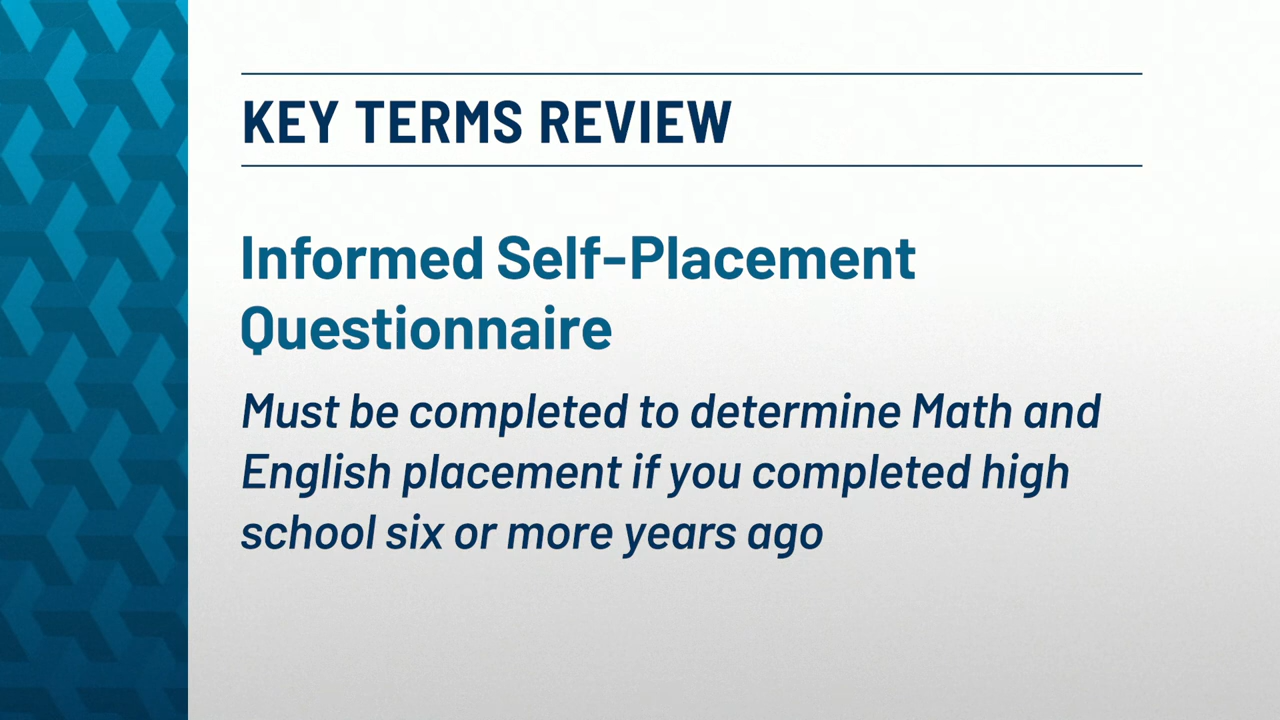 KEY TERMS REVIEW
Informed Self-Placement
Questionnaire
Must be completed to determine Math and
English placement if you completed high
school six or more years ago